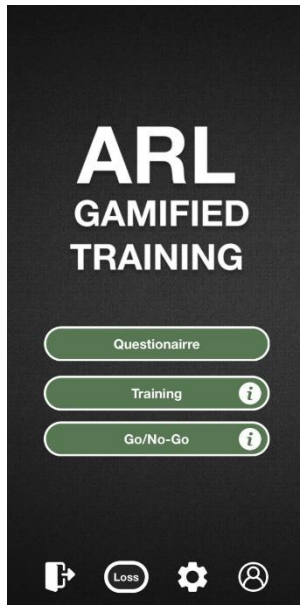 ARL
GAMIFIED
TRAINING
Questionairre
Training i
Go/No-Go i
Loss